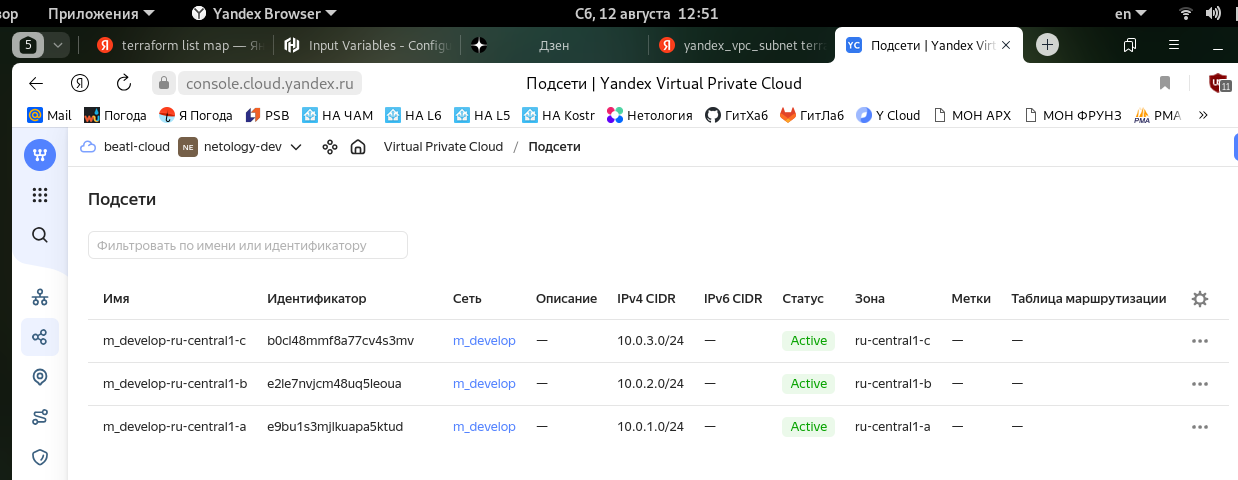 зор Приложения Yandex Browser Сб, 12 августа 12:51 en
5 terraform list map — Ян Input Variables - Configu Дзен yandex_vpc_subnet terra Подсети | Yandex Virt
console.cloud.yandex.ru Подсети | Yandex Virtual Private Cloud 11
Mail Погода Я Погода PSB НА ЧАМ НА L6 НА L5 НА Kostr Нетология ГитХаб ГитЛаб Y Cloud МОН АРХ МОН ФРУНЗ РМА »
beatl-cloud NE netology-dev Virtual Private Cloud / Подсети
Подсети
Фильтровать по имени или идентификатору
Имя Идентификатор Сеть Описание IPv4 CIDR IPv6 CIDR Статус Зона Метки Таблица маршрутизации
m_develop-ru-central1-c b0cl48mmf8a77cv4s3mv m_develop — 10.0.3.0/24 — Active ru-central1-c — —
m_develop-ru-central1-b e2le7nvjcm48uq5leoua m_develop — 10.0.2.0/24 — Active ru-central1-b — —
m_develop-ru-central1-a e9bu1s3mjlkuapa5ktud m_develop — 10.0.1.0/24 — Active ru-central1-a — —